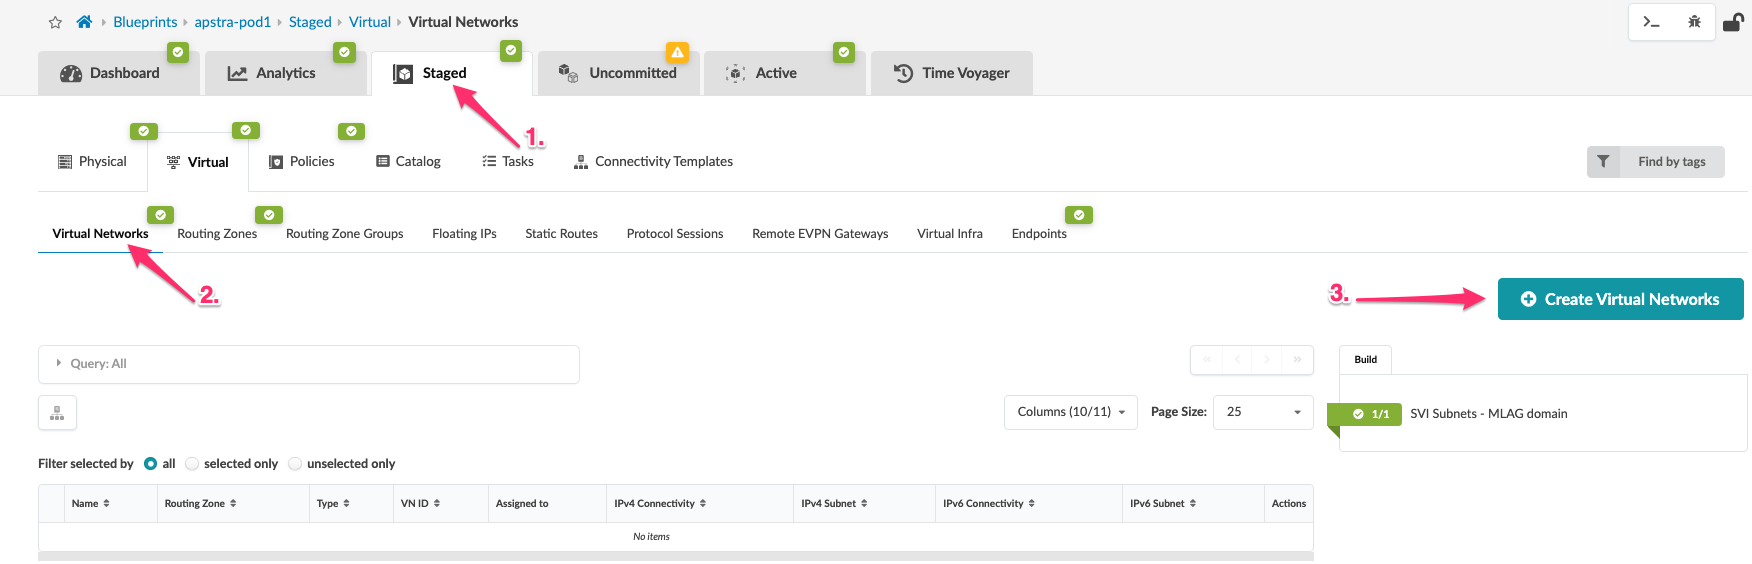 Blueprints apstra-pod1 Staged Virtual Virtual Networks
Dashboard Analytics Staged Uncommitted Active Time Voyager
1.
Physical Virtual Policies Catalog Tasks Connectivity Templates Find by tags
Virtual Networks Routing Zones Routing Zone Groups Floating IPs Static Routes Protocol Sessions Remote EVPN Gateways Virtual Infra Endpoints
2.
3. Create Virtual Networks
Query: All
Build
Columns (10/11) Page Size: 25
1/1 SVI Subnets - MLAG domain
Filter selected by all selected only unselected only
Name Routing Zone Type VN ID Assigned to IPv4 Connectivity IPv4 Subnet IPv6 Connectivity IPv6 Subnet Actions
No items